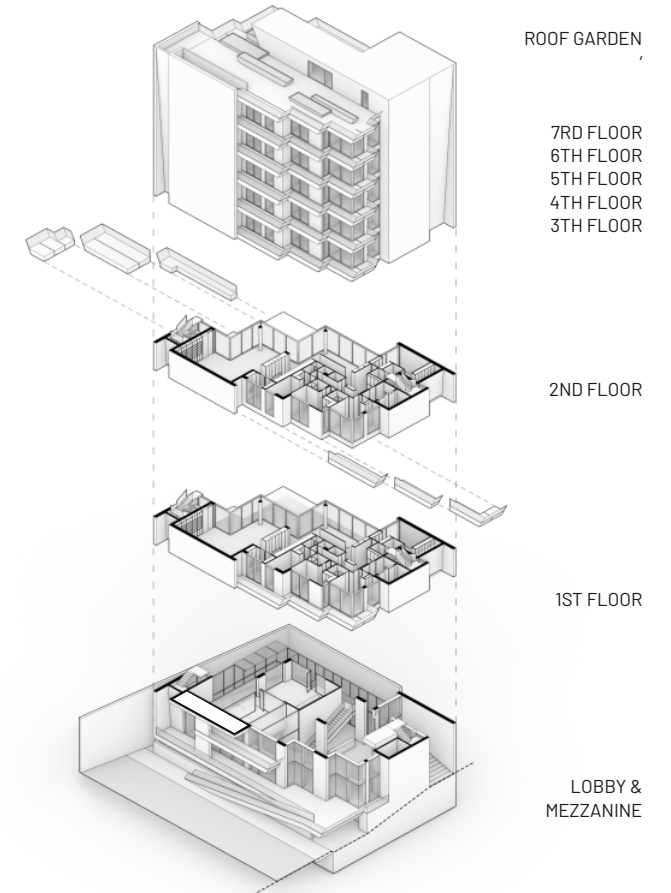 ROOF GARDEN
,
7RD FLOOR
6TH FLOOR
5TH FLOOR
4TH FLOOR
3TH FLOOR
2ND FLOOR
1ST FLOOR
LOBBY &
MEZZANINE